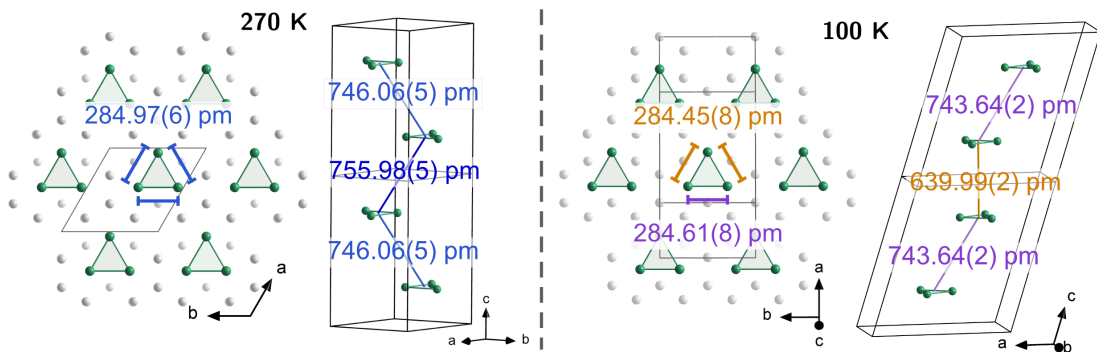 270 K
284.97(6) pm
a
b
746.06(5) pm
755.98(5) pm
746.06(5) pm
c
a
b
100 K
284.45(8) pm
284.61(8) pm
a
b
c
743.64(2) pm
639.99(2) pm
743.64(2) pm
c
a
b